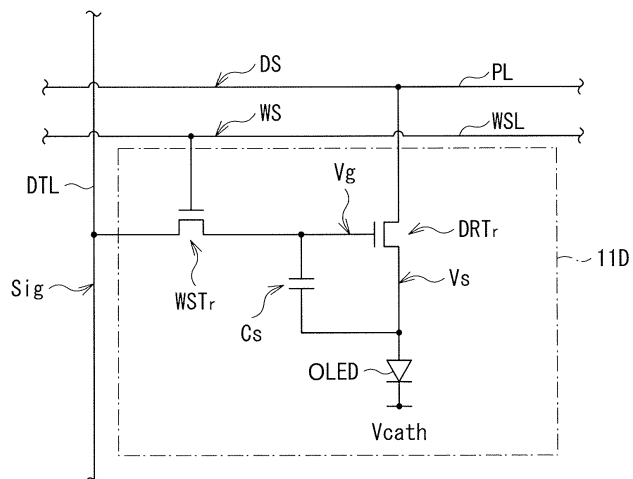 DS
PL
WS
WSL
DTL
Vg
DRTr
11D
Sig
WSTr
Vs
Cs
OLED
Vcath